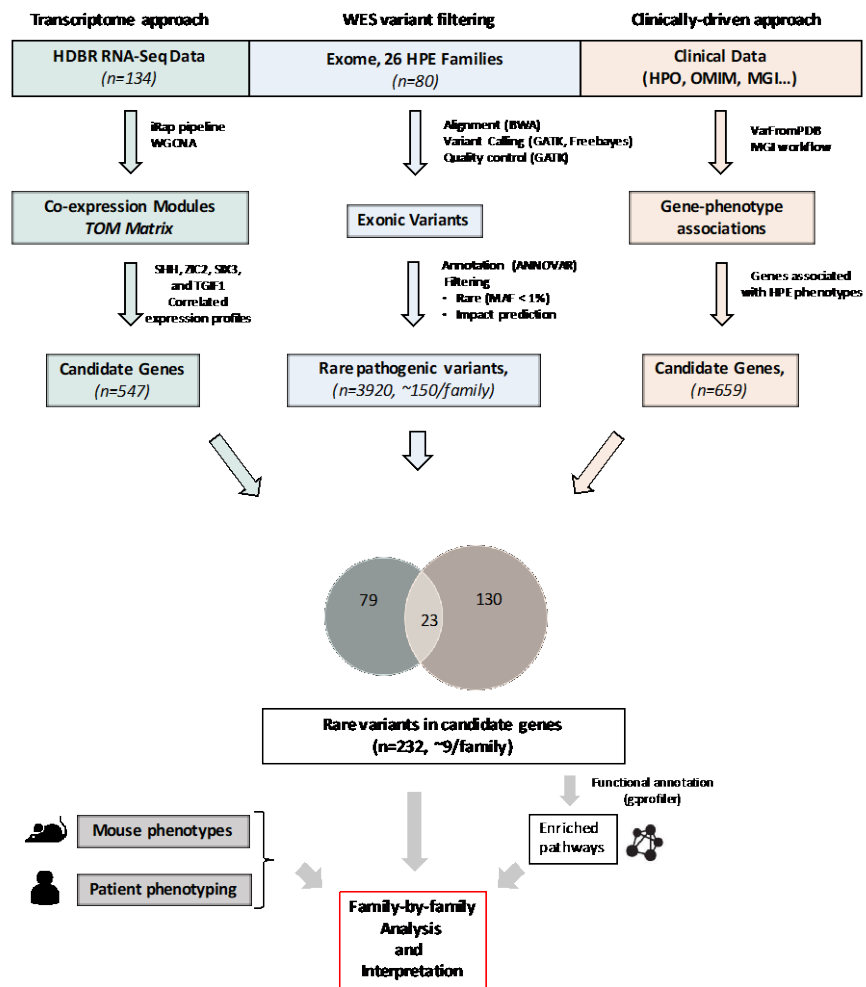 Transcriptome approach
WES variant filtering
Clinically-driven approach
HDBR RNA-Seq Data
(n=134)
Exome, 26 HPE Families
(n=80)
Clinical Data
(HPO, OMIM, MGI...)
iRap pipeline
WGCNA
Alignment (BWA)
Variant Calling (GATK, Freebayes)
Quality control (GATK)
VarFromPDB
MGI workflow
Co-expression Modules
TOM Matrix
Exonic Variants
Gene-phenotype
associations
SHH, ZIC2, SIX3,
and TGIF1
Correlated
expression profiles
Annotation (ANNOVAR)
Filtering
- Rare (MAF < 1%)
- Impact prediction
Genes associated
with HPE phenotypes
Candidate Genes
(n=547)
Rare pathogenic variants,
(n=3920, ~150/family)
Candidate Genes,
(n=659)
79
23
130
Rare variants in candidate genes
(n=232, ~9/family)
Functional annotation
(g:profiler)
Mouse phenotypes
Enriched
pathways
Patient phenotyping
Family-by-family
Analysis
and
Interpretation